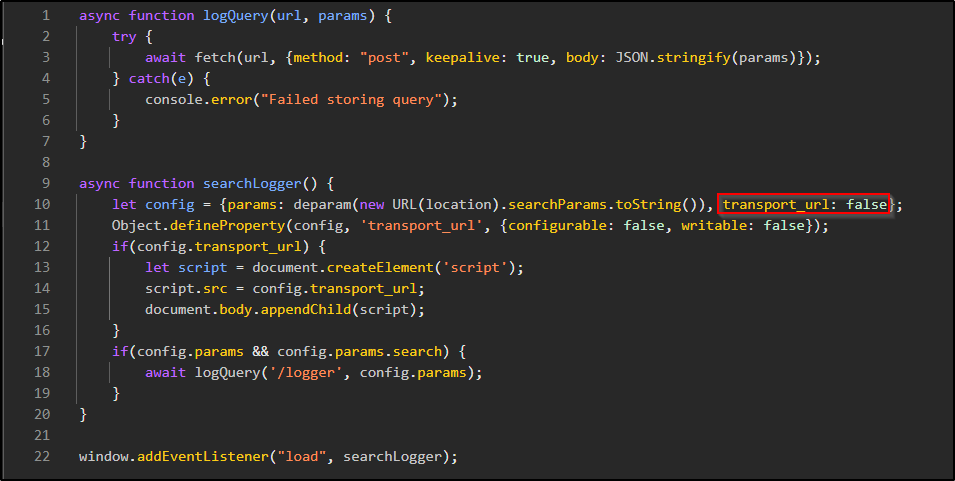 1 async function logQuery(url, params) {
2 try {
3 await fetch(url, {method: "post", keepalive: true, body: JSON.stringify(params)});
4 } catch(e) {
5 console.error("Failed storing query");
6 }
7 }
8
9 async function searchLogger() {
10 let config = {params: deparam(new URL(location).searchParams.toString()), transport_url: false};
11 Object.defineProperty(config, 'transport_url', {configurable: false, writable: false});
12 if(config.transport_url) {
13 let script = document.createElement('script');
14 script.src = config.transport_url;
15 document.body.appendChild(script);
16 }
17 if(config.params && config.params.search) {
18 await logQuery('/logger', config.params);
19 }
20 }
21
22 window.addEventListener("load", searchLogger);